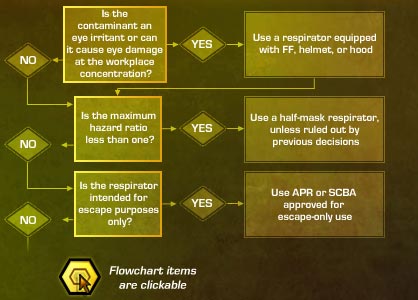 Is the
contaminant an
eye irritant or can
it cause eye damage
at the workplace
concentration?
YES
Use a respirator equipped
with FF, helmet, or hood
NO
Is the maximum
hazard ratio
less than one?
YES
Use a half-mask respirator,
unless ruled out by
previous decisions
NO
Is the respirator
intended for
escape purposes
only?
YES
Use APR or SCBA
approved for
escape-only use
NO
Flowchart items
are clickable